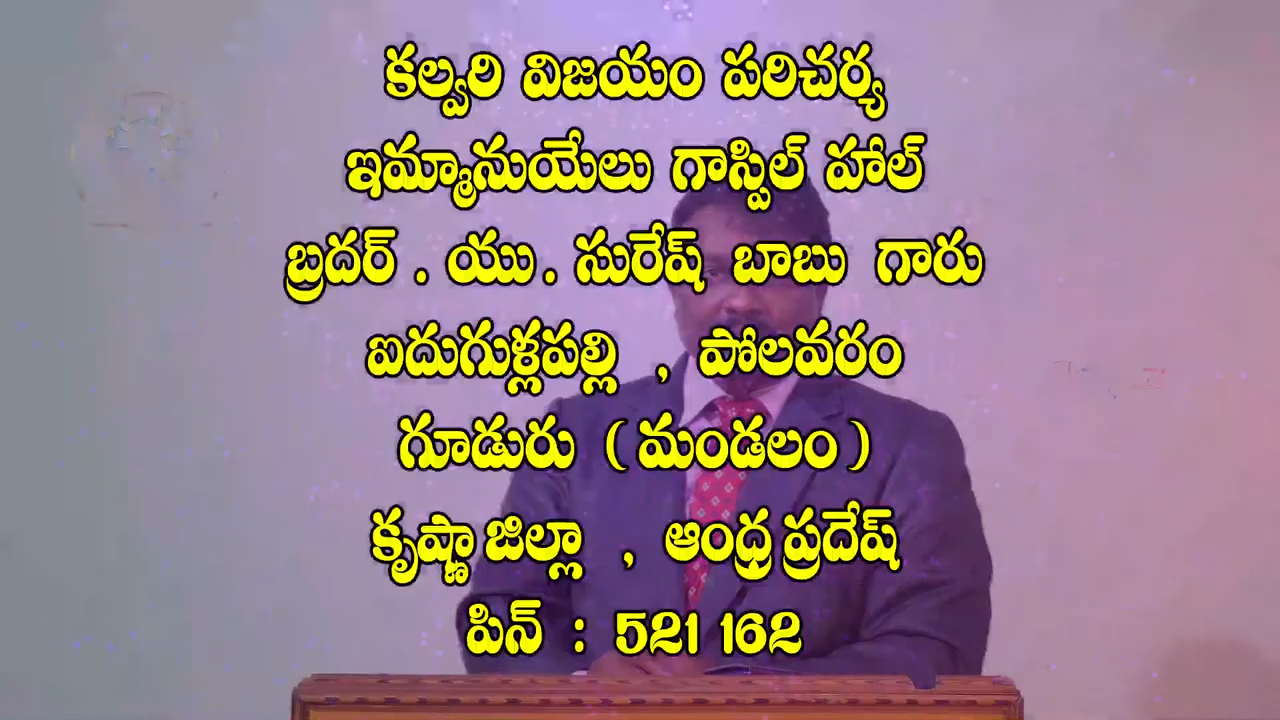 కల్వరి విజయం పరిచర్య
ఇమ్మానుయేలు గాస్పిల్ హాల్
బ్రదర్ . యు . సురేష్ బాబు గారు
ఐదుగుళ్లపల్లి , పోలవరం
గూడురు ( మండలం )
కృష్ణా జిల్లా , ఆంధ్ర ప్రదేష్
పిన్ : 521 162